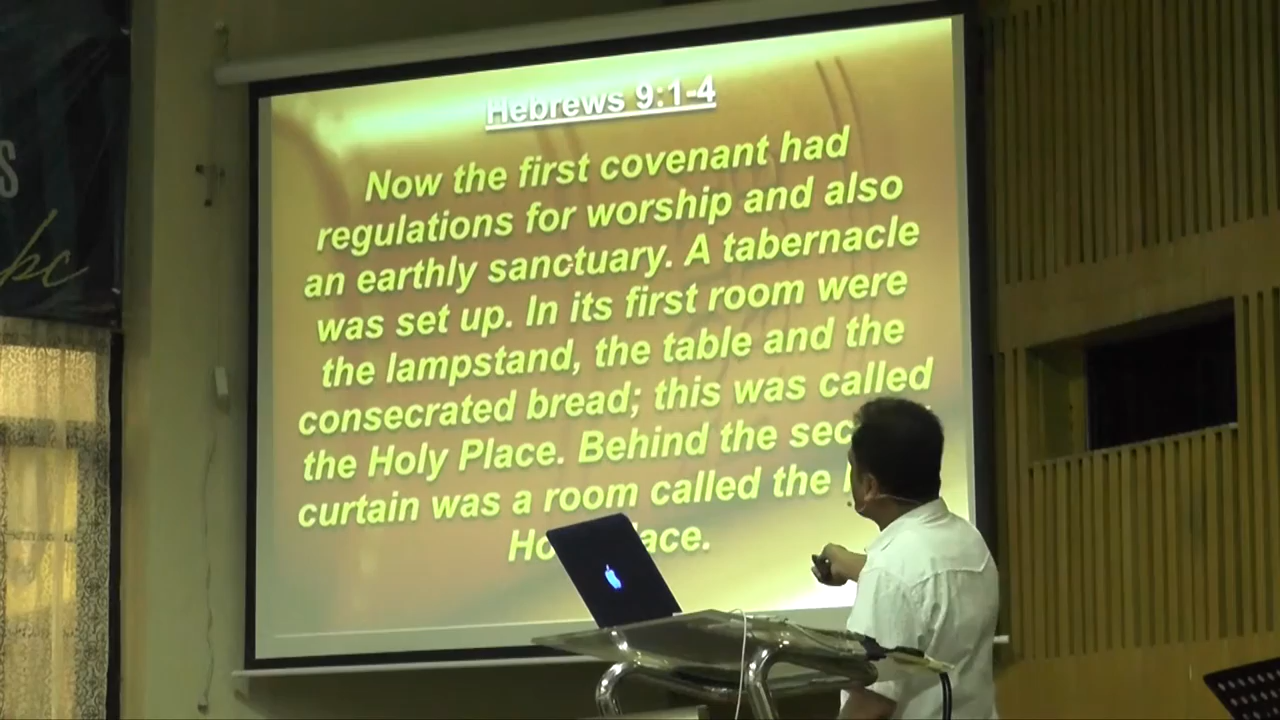 Hebrews 9:1-4
Now the first covenant had
regulations for worship and also
an earthly sanctuary. A tabernacle
was set up. In its first room were
the lampstand, the table and the
consecrated bread; this was called
the Holy Place. Behind the
curtain was a room called the